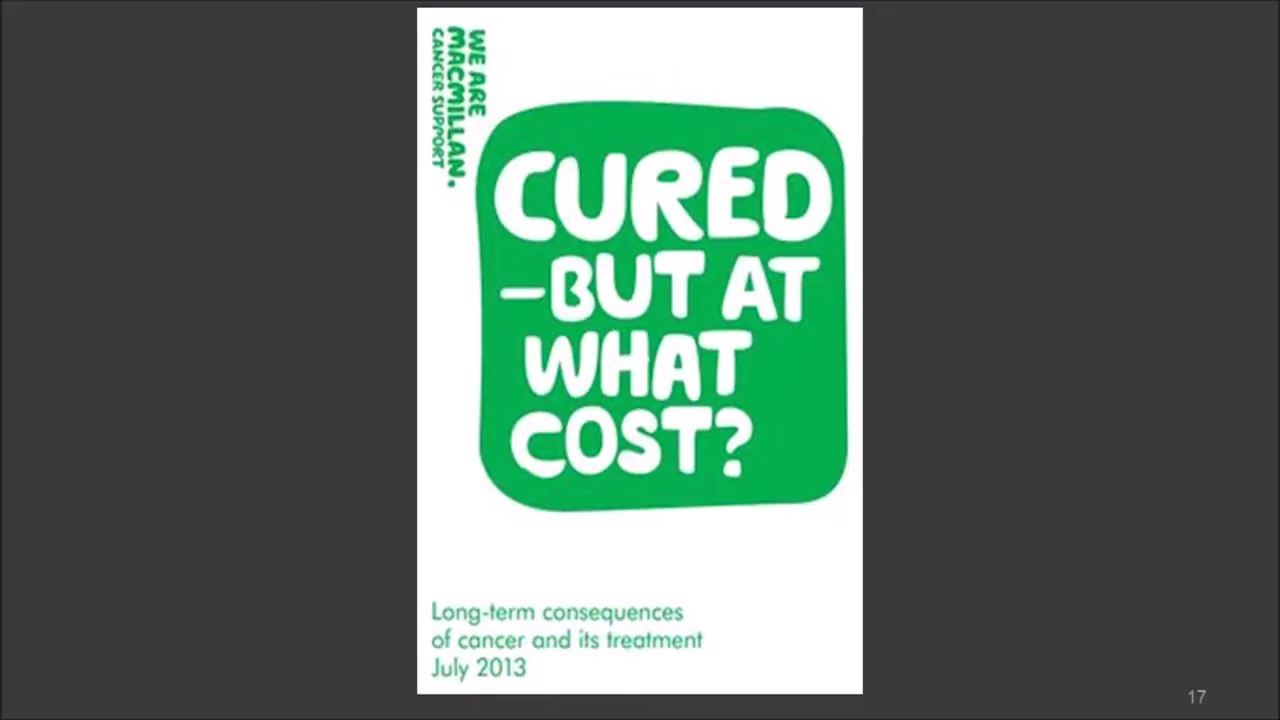 WE ARE
MACMILLAN.
CANCER SUPPORT
CURED
–BUT AT
WHAT
COST?
Long-term consequences
of cancer and its treatment
July 2013
17